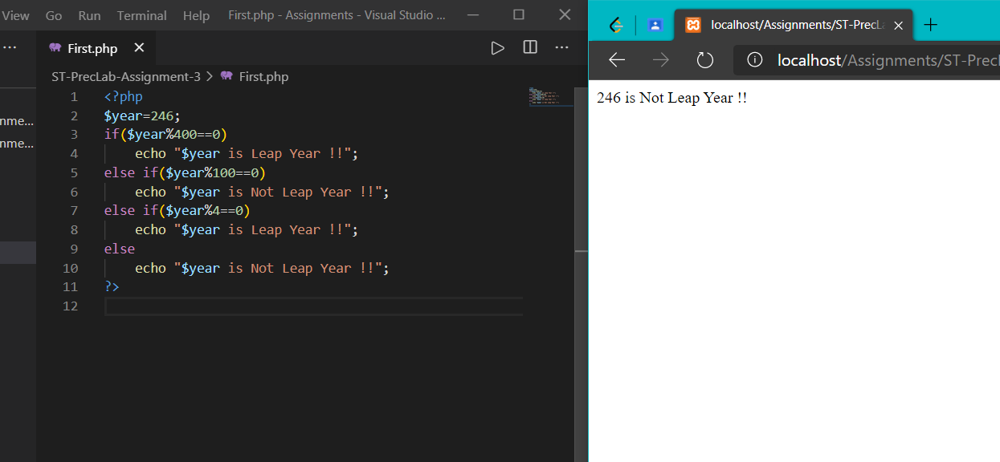 View Go Run Terminal Help First.php - Assignments - Visual Studio ...
... First.php
ST-PrecLab-Assignment-3 > First.php
nme...
nme...
1 <?php
2 $year=246;
3 if($year%400==0)
4 echo "$year is Leap Year !!";
5 else if($year%100==0)
6 echo "$year is Not Leap Year !!";
7 else if($year%4==0)
8 echo "$year is Leap Year !!";
9 else
10 echo "$year is Not Leap Year !!";
11 ?>
12
localhost/Assignments/ST-PrecLa
localhost/Assignments/ST-Precl
246 is Not Leap Year !!